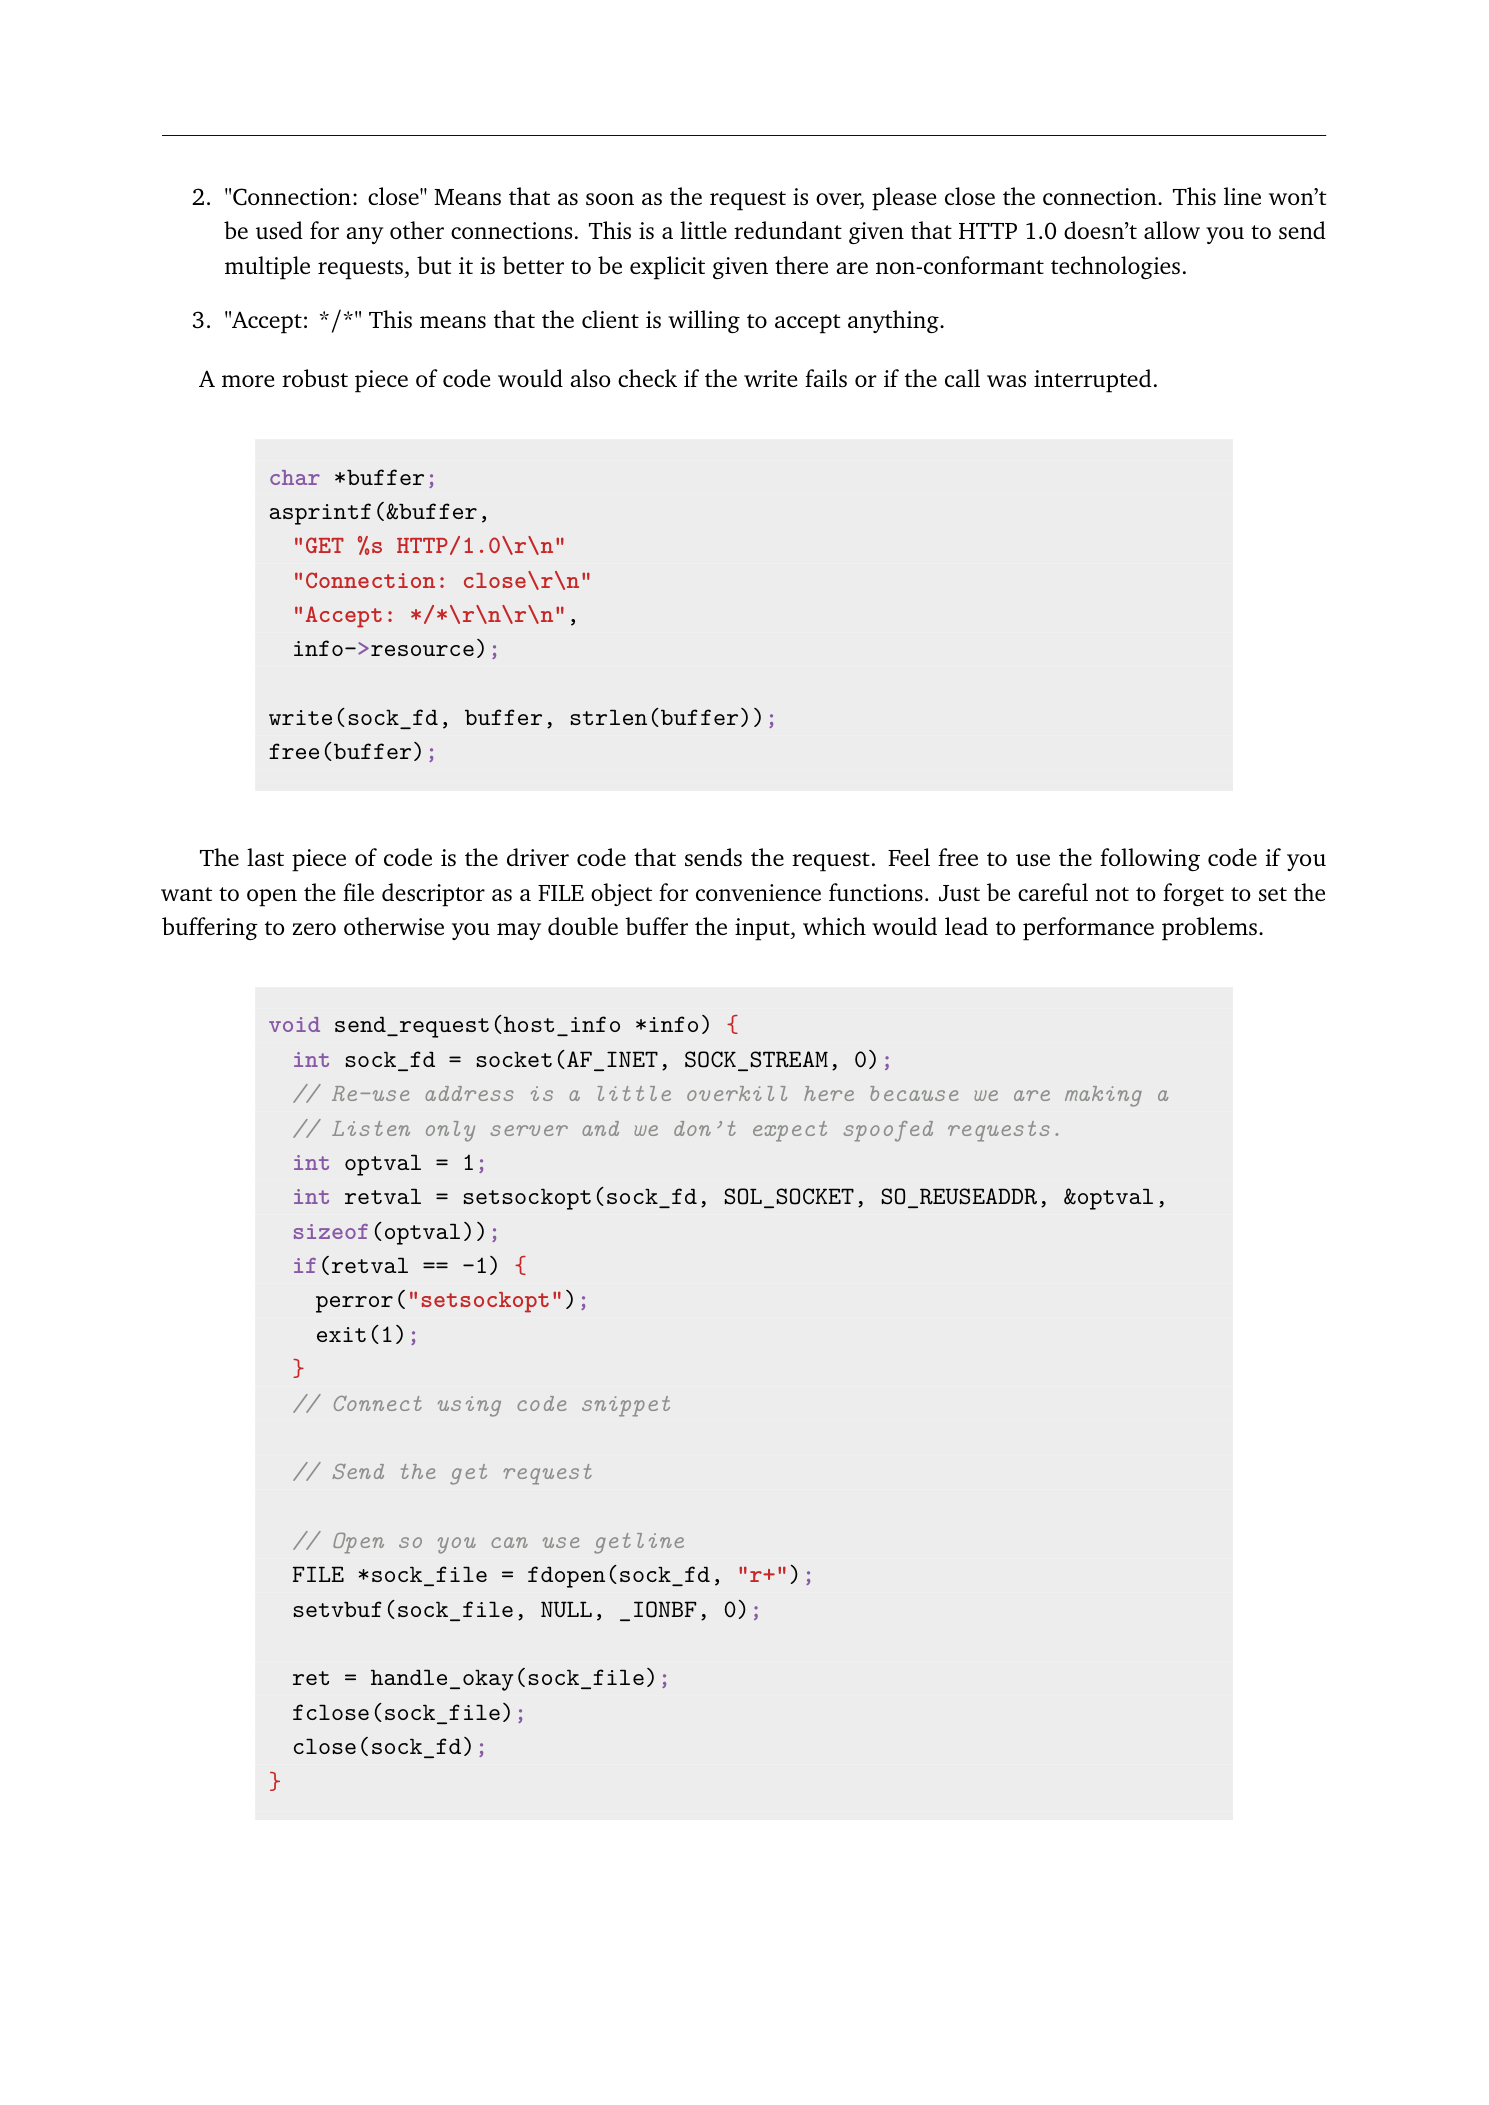 2. "Connection: close" Means that as soon as the request is over, please close the connection. This line won't
be used for any other connections. This is a little redundant given that HTTP 1.0 doesn't allow you to send
multiple requests, but it is better to be explicit given there are non-conformant technologies.
3. "Accept: */*" This means that the client is willing to accept anything.
A more robust piece of code would also check if the write fails or if the call was interrupted.
char *buffer;
asprintf(&buffer,
  "GET %s HTTP/1.0\r\n"
  "Connection: close\r\n"
  "Accept: */*\r\n\r\n",
  info->resource);
write(sock_fd, buffer, strlen(buffer));
free(buffer);
The last piece of code is the driver code that sends the request. Feel free to use the following code if you
want to open the file descriptor as a FILE object for convenience functions. Just be careful not to forget to set the
buffering to zero otherwise you may double buffer the input, which would lead to performance problems.
void send_request(host_info *info) {
  int sock_fd = socket(AF_INET, SOCK_STREAM, 0);
  // Re-use address is a little overkill here because we are making a
  // Listen only server and we don't expect spoofed requests.
  int optval = 1;
  int retval = setsockopt(sock_fd, SOL_SOCKET, SO_REUSEADDR, &optval,
  sizeof(optval));
  if(retval == -1) {
    perror("setsockopt");
    exit(1);
  }
  // Connect using code snippet
  // Send the get request
  // Open so you can use getline
  FILE *sock_file = fdopen(sock_fd, "r+");
  setvbuf(sock_file, NULL, _IONBF, 0);
  ret = handle_okay(sock_file);
  fclose(sock_file);
  close(sock_fd);
}